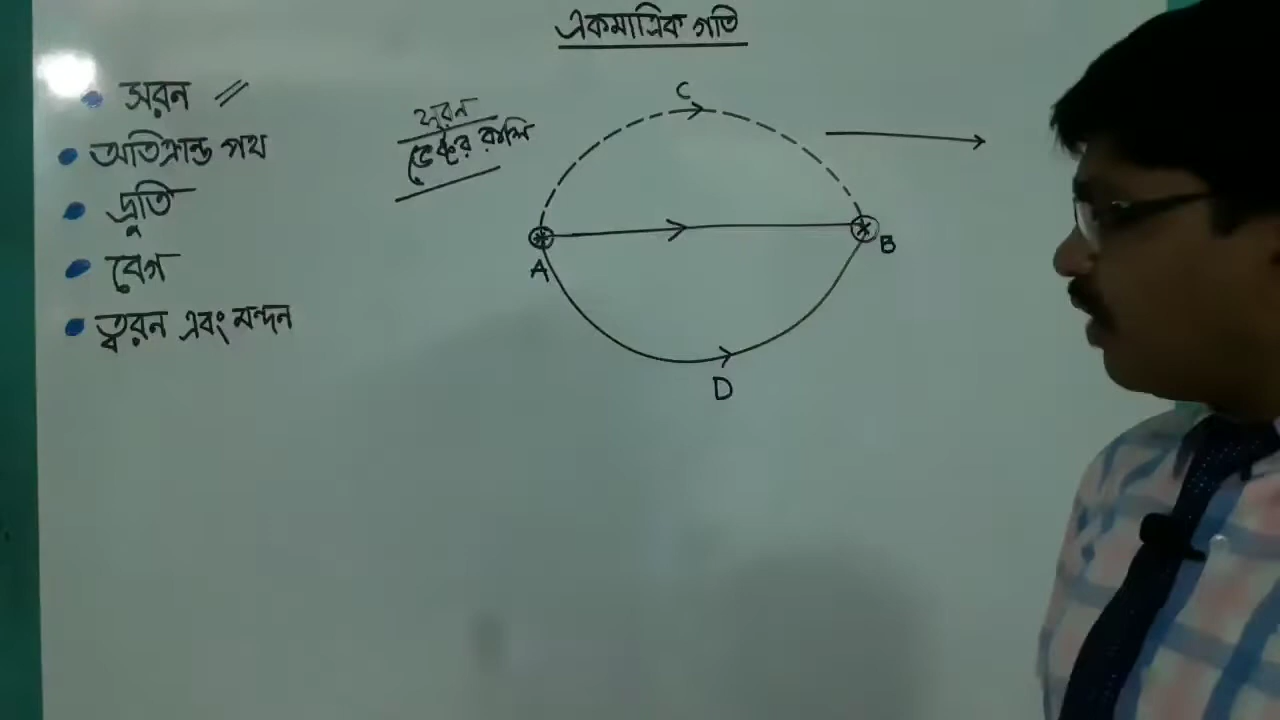 একমাত্রিক গতি
সরন
অতিক্রান্ত পথ
দ্রুতি
বেগ
ত্বরন এবং মন্দন
সরন
ভেক্টর রাশি
C
A
B
D